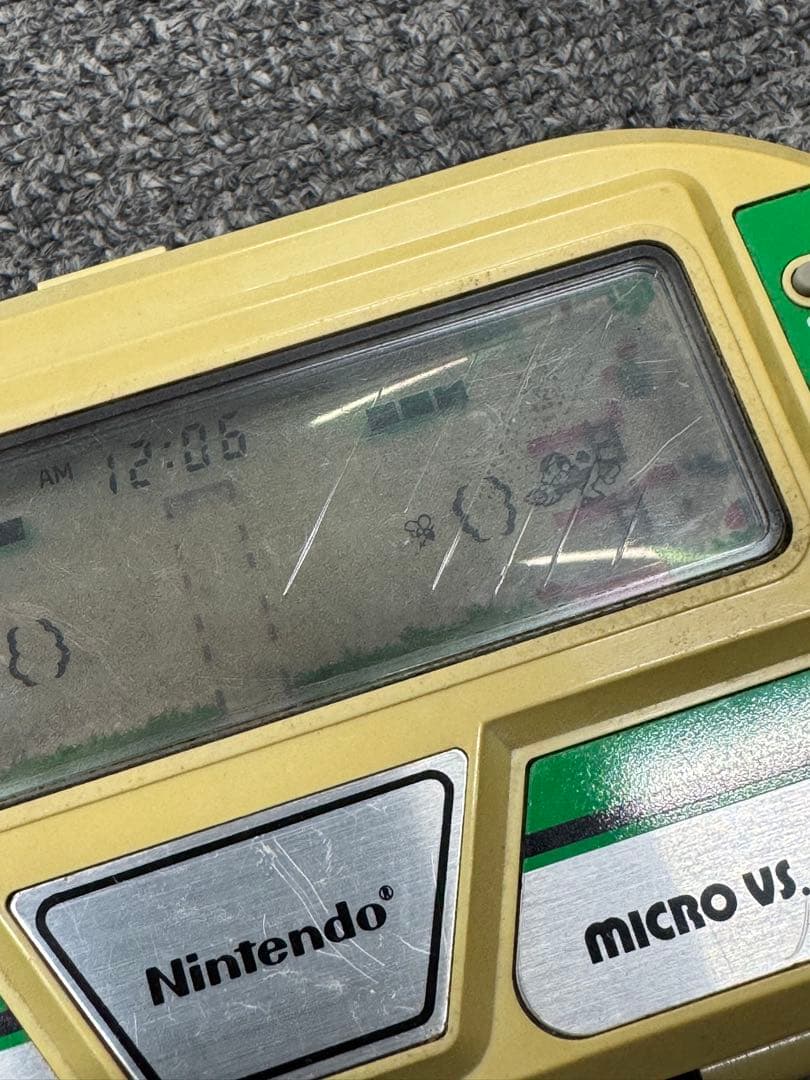 AM 12:06
Nintendo®
MICRO VS.